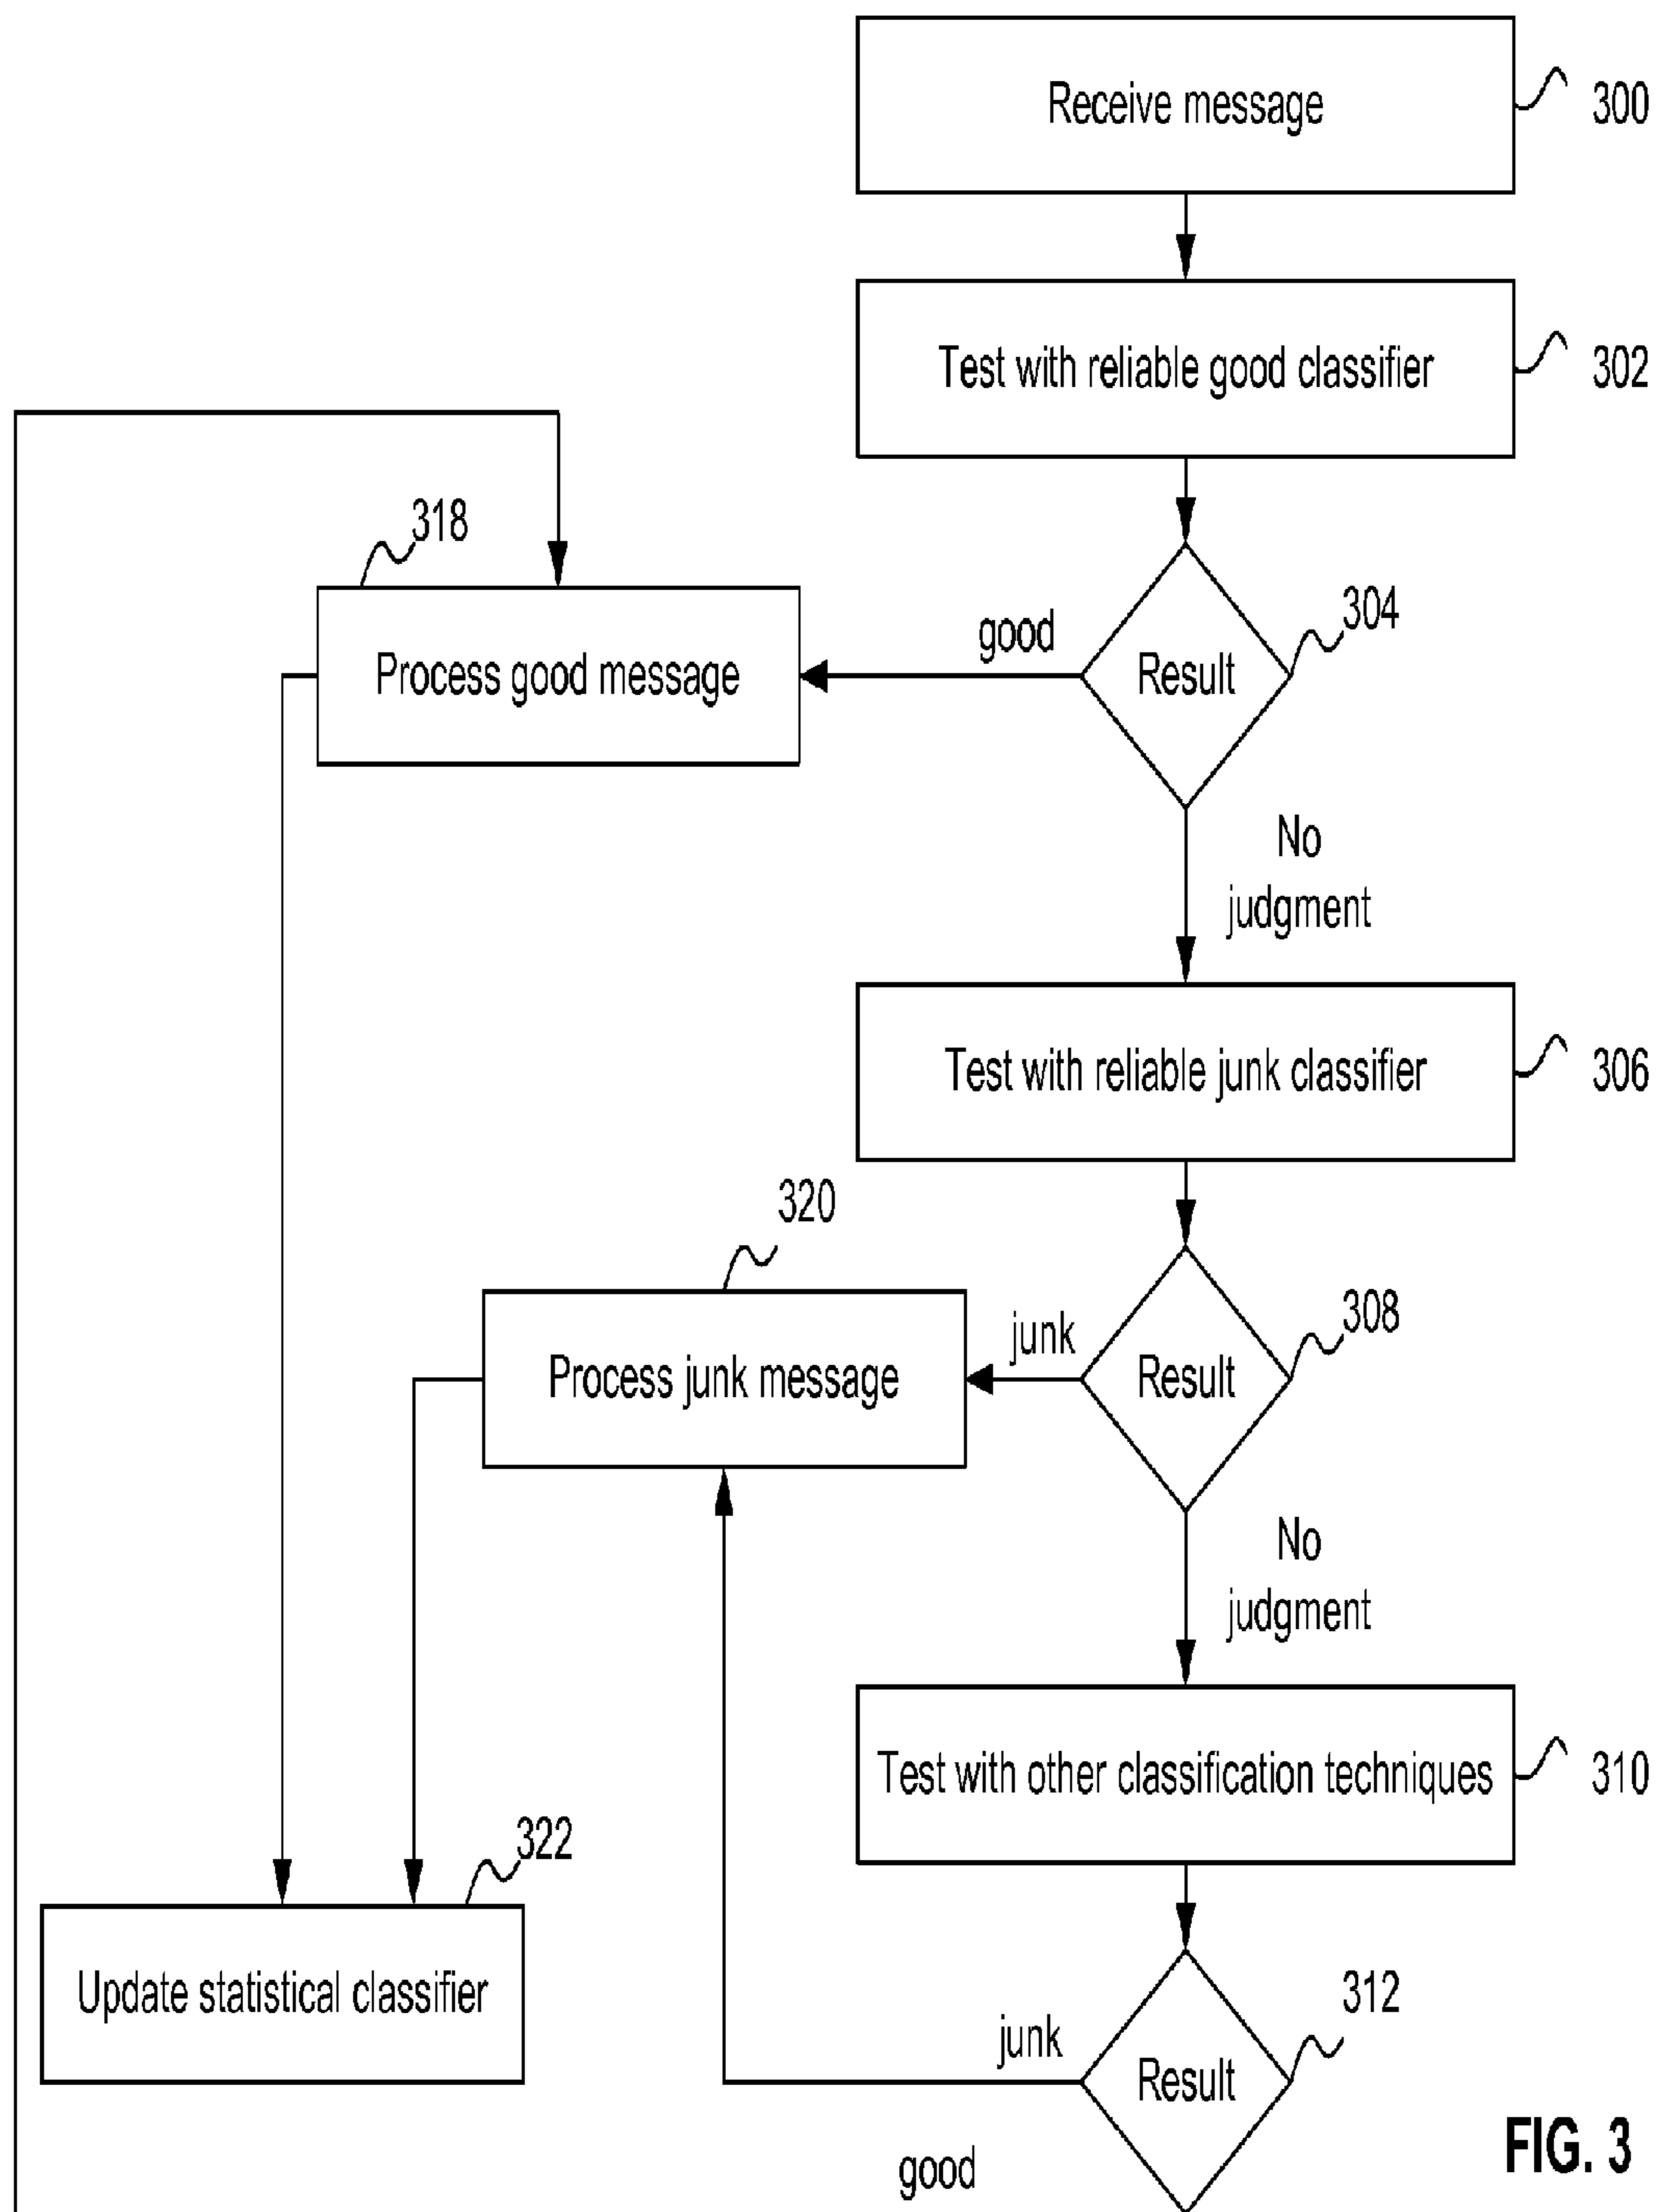 Receive message
300
Test with reliable good classifier
302
318
Process good message
good
Result
304
No
judgment
Test with reliable junk classifier
306
320
Process junk message
junk
Result
308
No
judgment
Test with other classification techniques
310
322
Update statistical classifier
junk
Result
312
good
FIG. 3